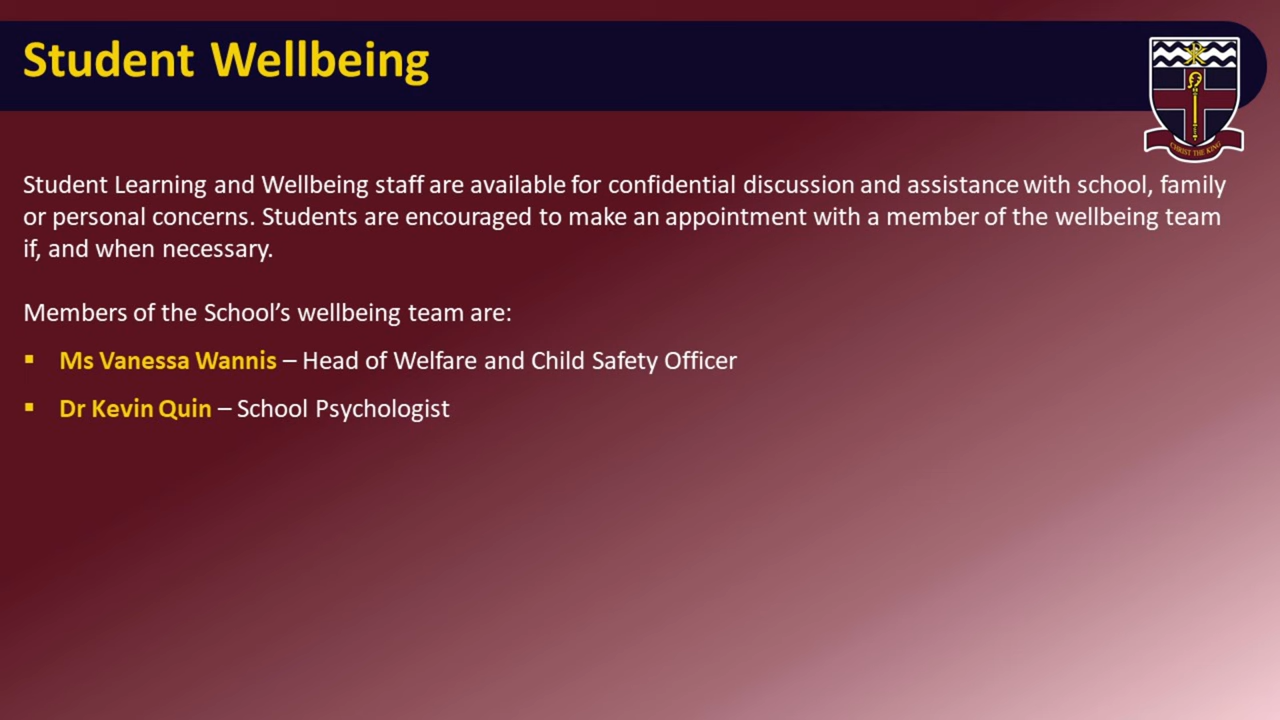 Student Wellbeing
CHRIST THE KING
Student Learning and Wellbeing staff are available for confidential discussion and assistance with school, family
or personal concerns. Students are encouraged to make an appointment with a member of the wellbeing team
if, and when necessary.
Members of the School’s wellbeing team are:
▪ Ms Vanessa Wannis – Head of Welfare and Child Safety Officer
▪ Dr Kevin Quin – School Psychologist